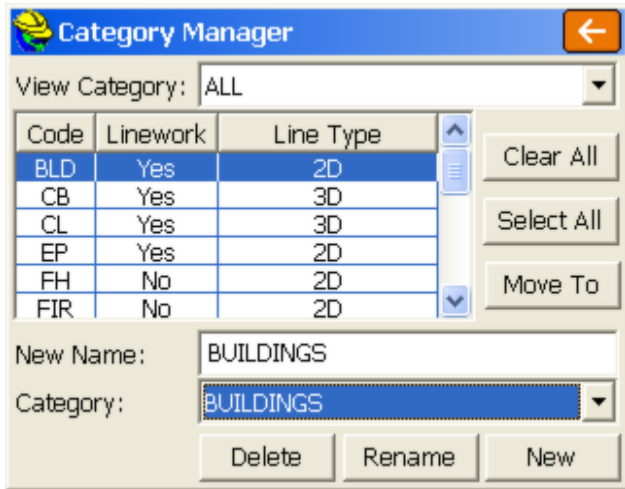 Category Manager
View Category: ALL
Code Linework Line Type
BLD Yes 2D
CB Yes 3D
CL Yes 3D
EP Yes 2D
FH No 2D
FIR No 2D
Clear All
Select All
Move To
New Name: BUILDINGS
Category: BUILDINGS
Delete Rename New